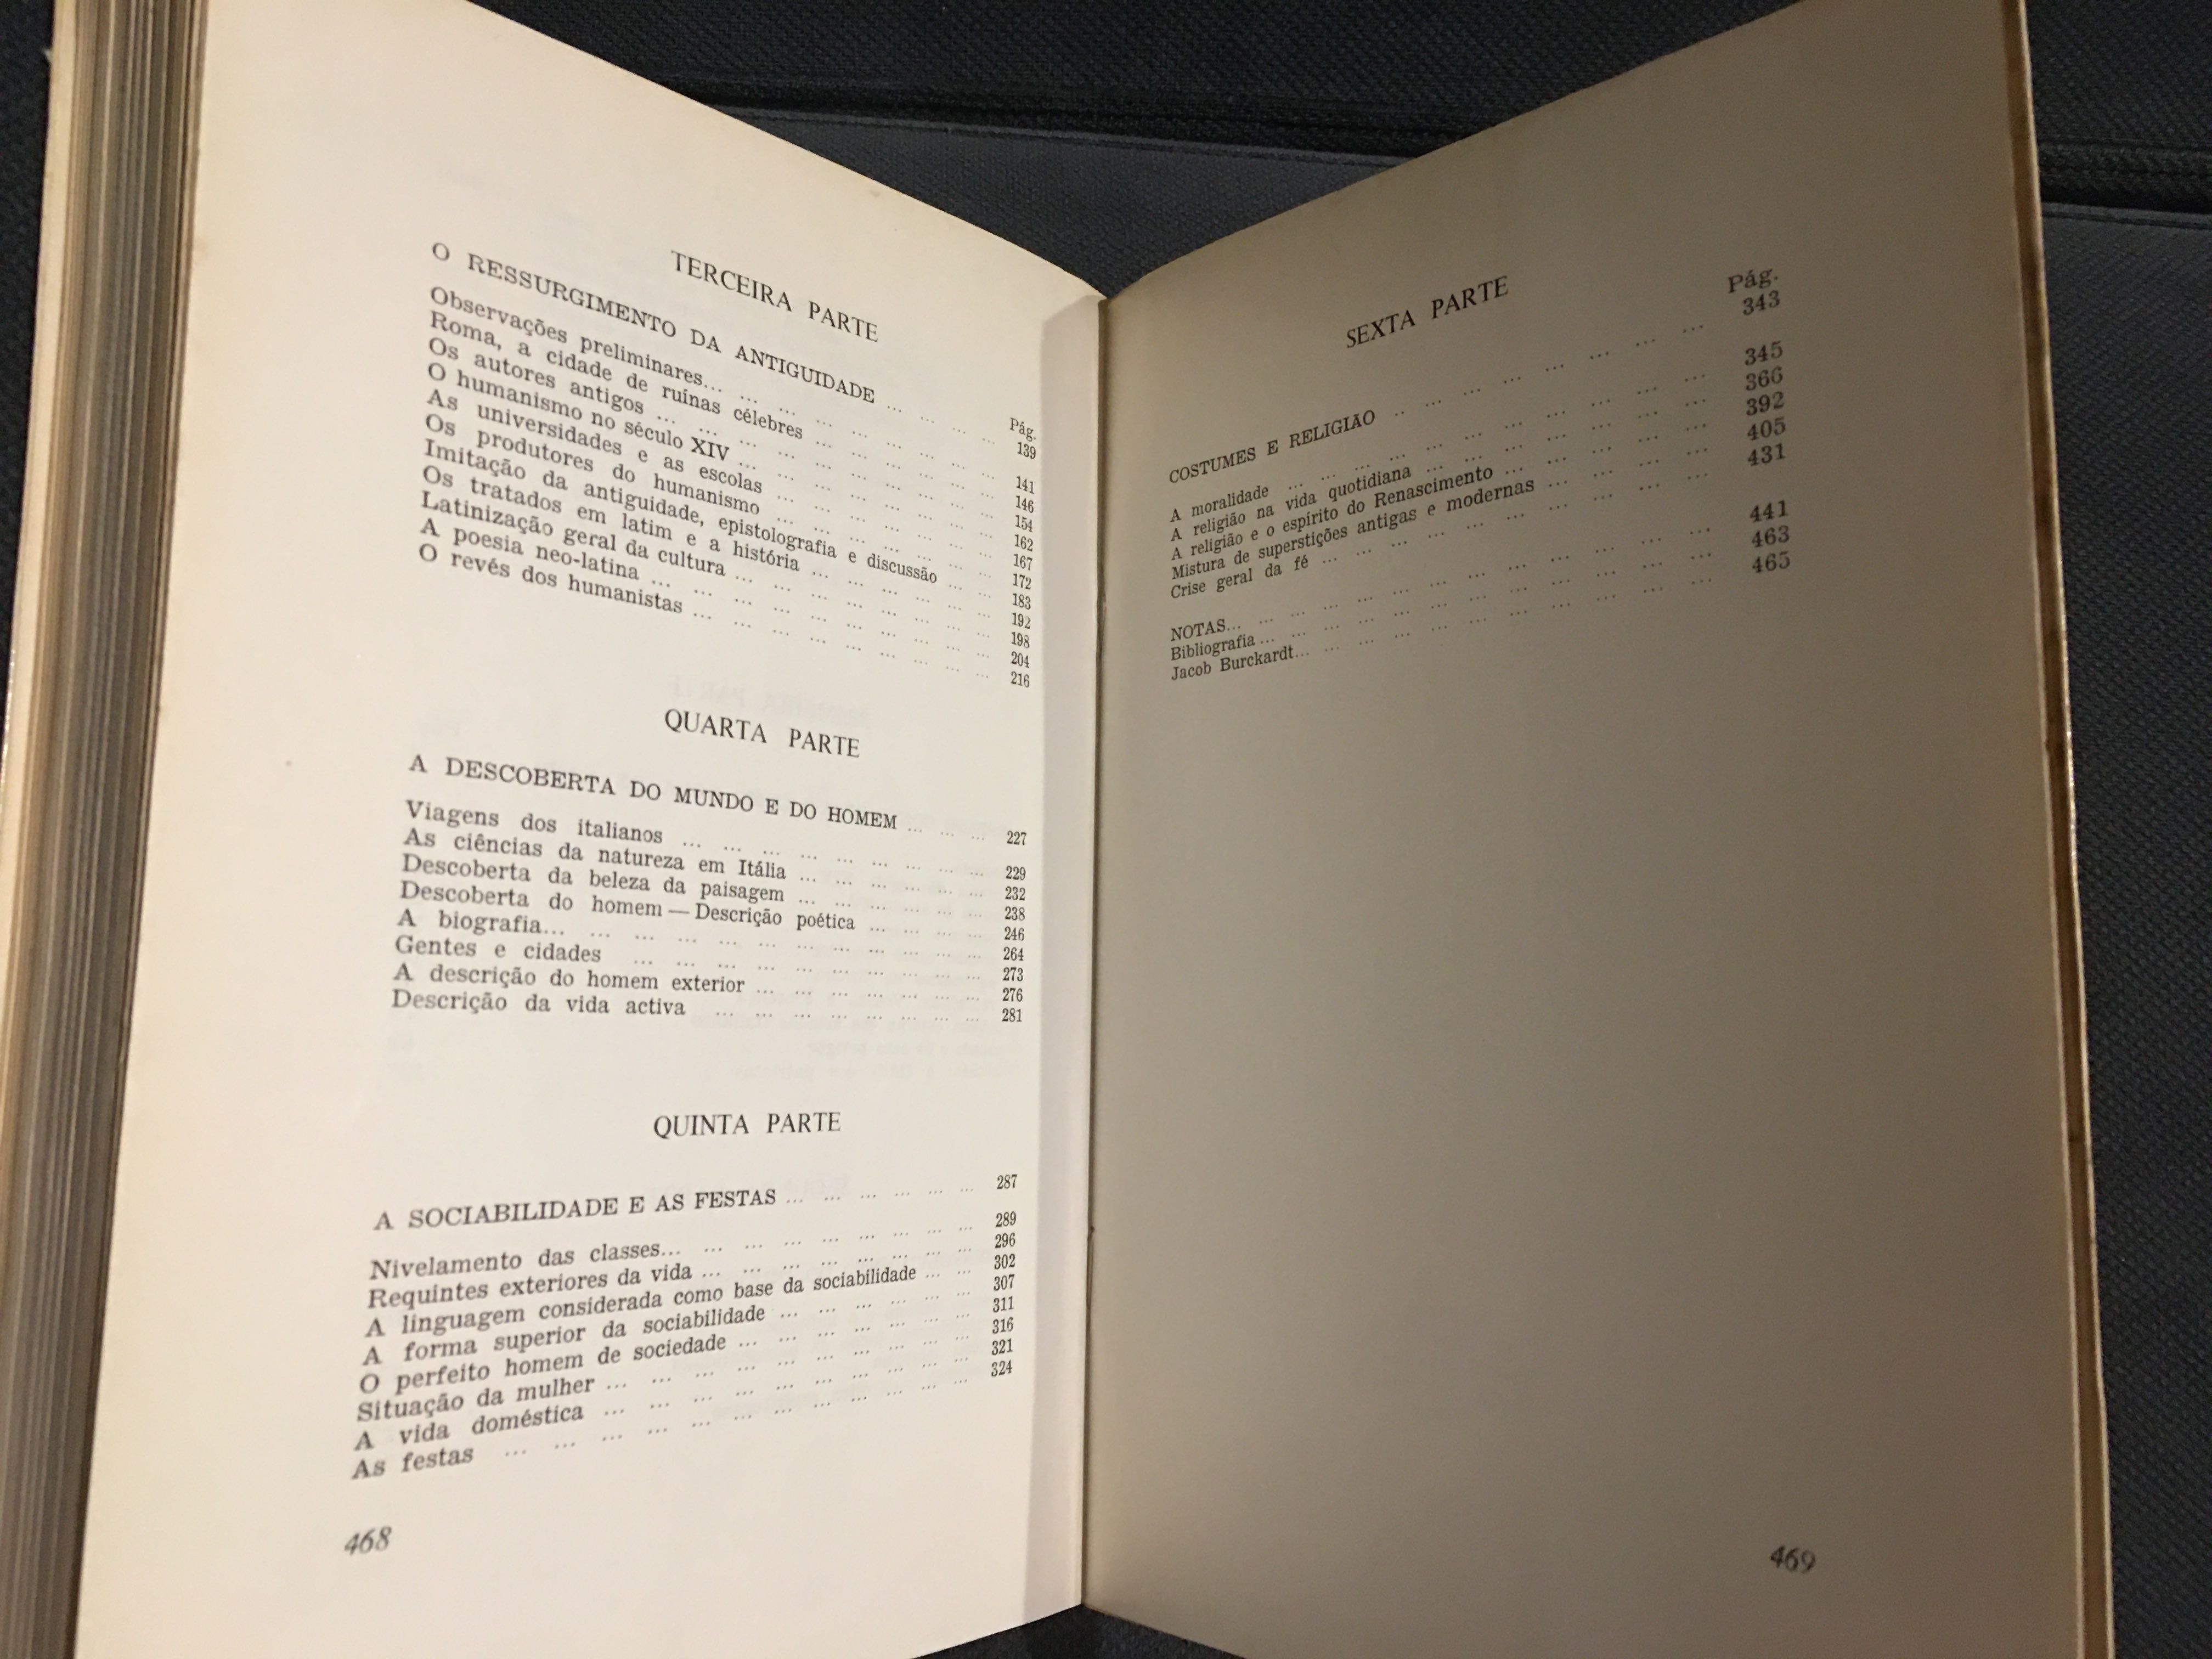 TERCEIRA PARTE
Pág.
O RESSURGIMENTO DA ANTIGUIDADE ... ... ... ... 139
Observações preliminares... ... ... ... ... ... ... ... 141
Roma, a cidade de ruínas célebres ... ... ... ... ... 146
Os autores antigos ... ... ... ... ... ... ... ... 154
O humanismo no século XIV ... ... ... ... ... ... ... 162
As universidades e as escolas ... ... ... ... ... ... 167
Os produtores do humanismo ... ... ... ... ... ... 172
Imitação da antiguidade, epistolografia e discussão ... ... 183
Os tratados em latim e a história ... ... ... ... ... 192
Latinização geral da cultura ... ... ... ... ... ... ... 198
A poesia neo-latina ... ... ... ... ... ... ... ... 204
O revés dos humanistas ... ... ... ... ... ... ... ... 216
QUARTA PARTE
A DESCOBERTA DO MUNDO E DO HOMEM ... ... ... 227
Viagens dos italianos ... ... ... ... ... ... ... ... 229
As ciências da natureza em Itália ... ... ... ... ... 232
Descoberta da beleza da paisagem ... ... ... ... ... 238
Descoberta do homem — Descrição poética ... ... ... ... 246
A biografia... ... ... ... ... ... ... ... ... ... ... 264
Gentes e cidades ... ... ... ... ... ... ... ... ... 273
A descrição do homem exterior ... ... ... ... ... ... 276
Descrição da vida activa ... ... ... ... ... ... ... ... 281
QUINTA PARTE
A SOCIABILIDADE E AS FESTAS ... ... ... ... ... ... 287
Nivelamento das classes... ... ... ... ... ... ... ... 289
Requintes exteriores da vida ... ... ... ... ... ... ... 296
A linguagem considerada como base da sociabilidade ... ... 302
A forma superior da sociabilidade ... ... ... ... ... ... 307
O perfeito homem de sociedade ... ... ... ... ... ... ... 311
Situação da mulher ... ... ... ... ... ... ... ... ... 316
A vida doméstica ... ... ... ... ... ... ... ... ... 321
As festas ... ... ... ... ... ... ... ... ... ... ... 324
468
SEXTA PARTE
Pág.
COSTUMES E RELIGIÃO .. ... ... ... ... ... ... ... 343
A moralidade ... ... ... ... ... ... ... ... ... ... 345
A religião na vida quotidiana ... ... ... ... ... ... ... 366
A religião e o espírito do Renascimento ... ... ... ... ... 392
Mistura de superstições antigas e modernas ... ... ... ... 405
Crise geral da fé ... ... ... ... ... ... ... ... ... 431
NOTAS... ... ... ... ... ... ... ... ... ... ... 441
Bibliografia ... ... ... ... ... ... ... ... ... ... ... 463
Jacob Burckardt... ... ... ... ... ... ... ... ... ... 465
469